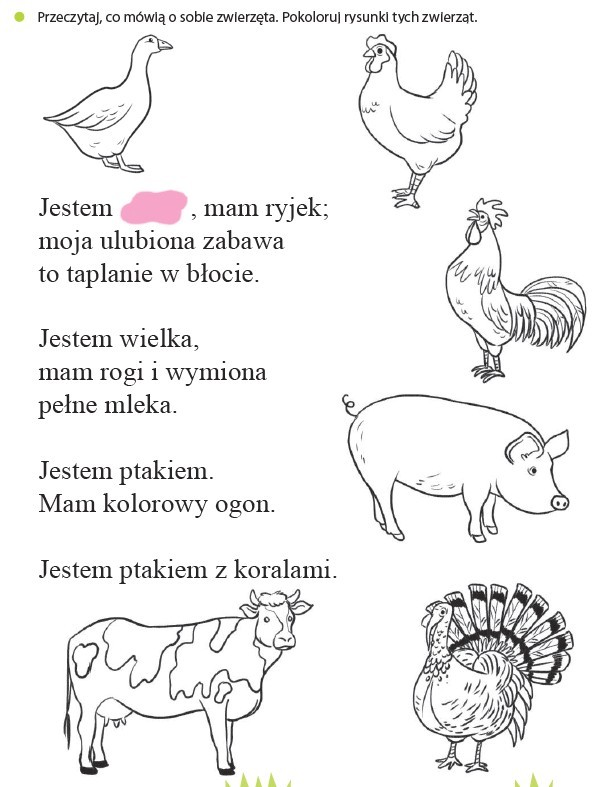 Przeczytaj, co mówią o sobie zwierzęta. Pokoloruj rysunki tych zwierząt.
Jestem , mam ryjek;
moja ulubiona zabawa
to taplanie w błocie.
Jestem wielka,
mam rogi i wymiona
pełne mleka.
Jestem ptakiem.
Mam kolorowy ogon.
Jestem ptakiem z koralami.